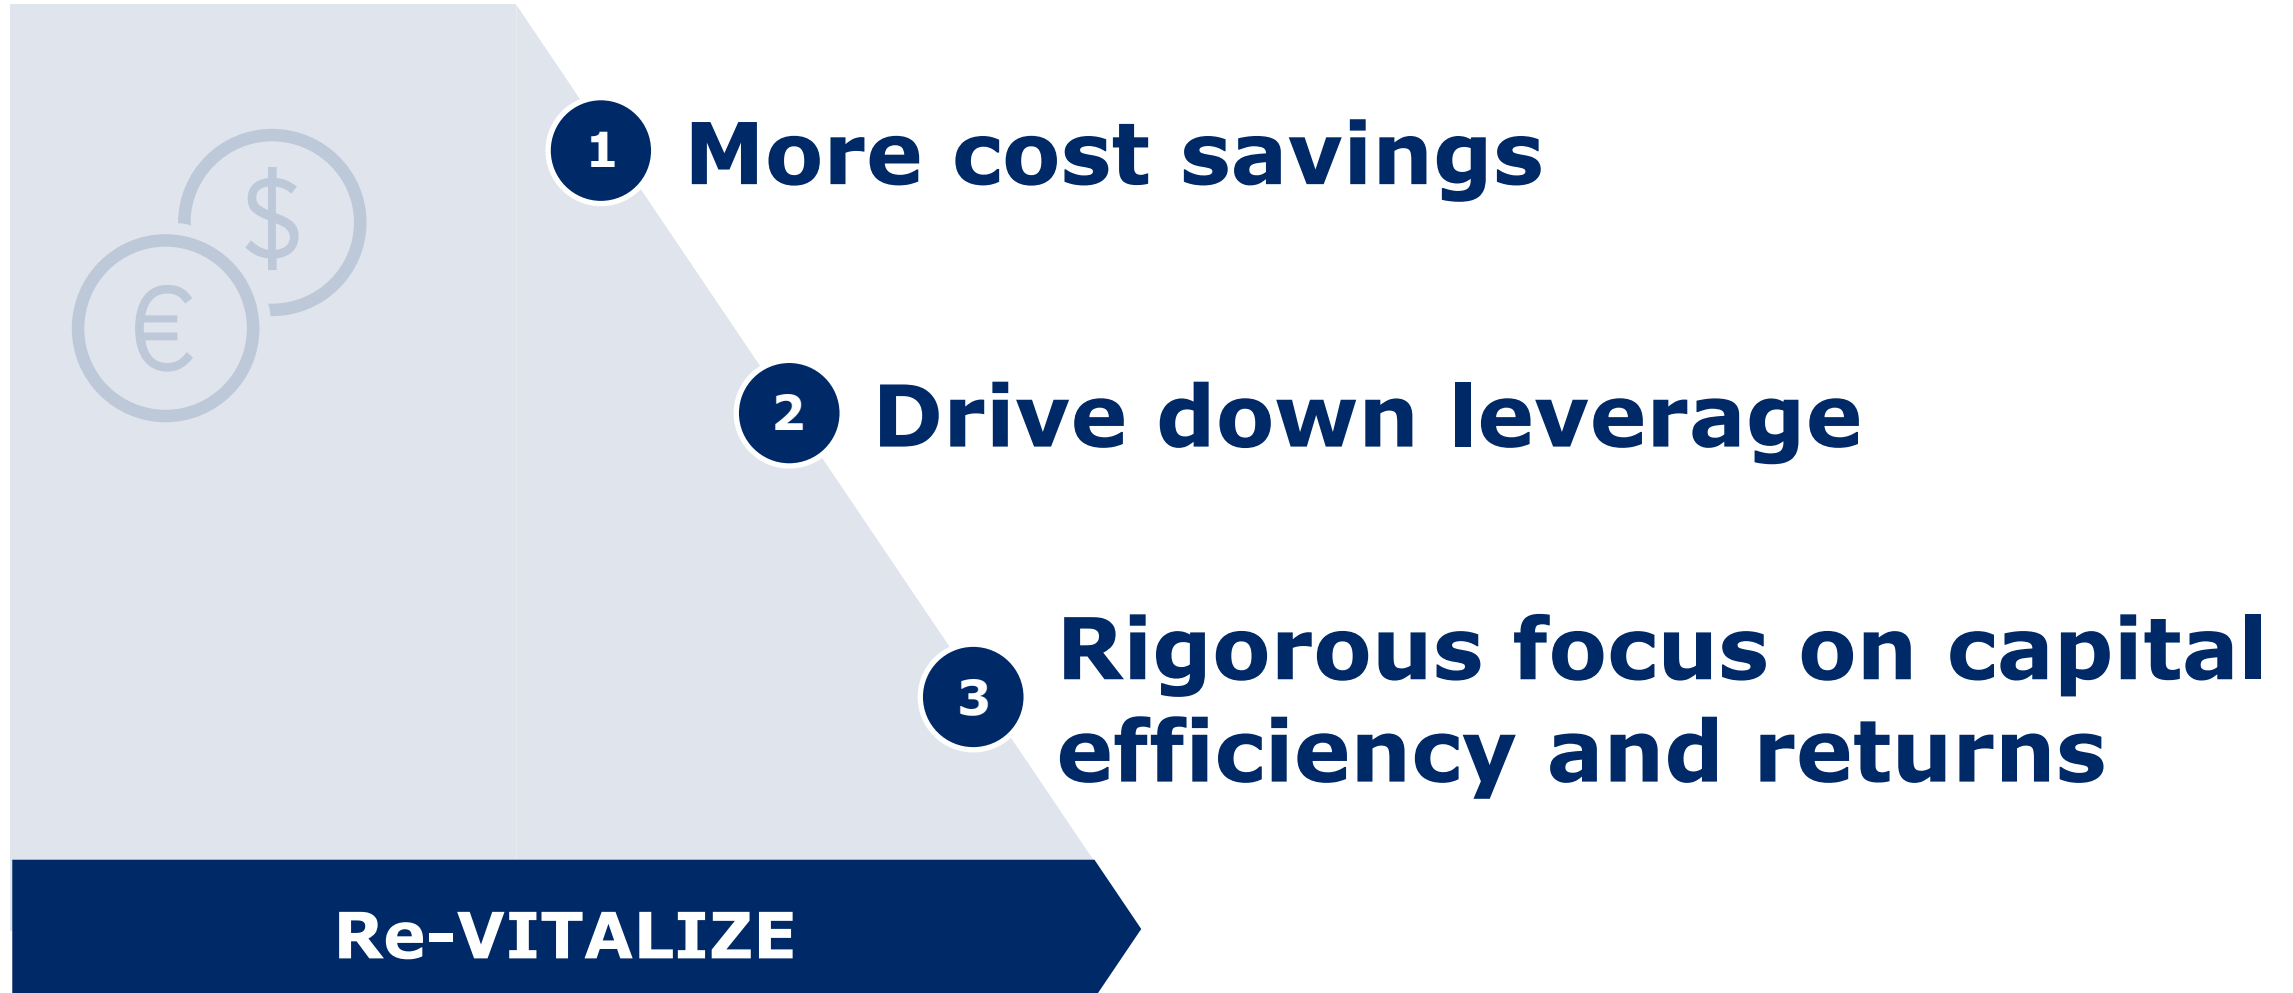 $
€
1 More cost savings
2 Drive down leverage
3 Rigorous focus on capital
efficiency and returns
Re-VITALIZE